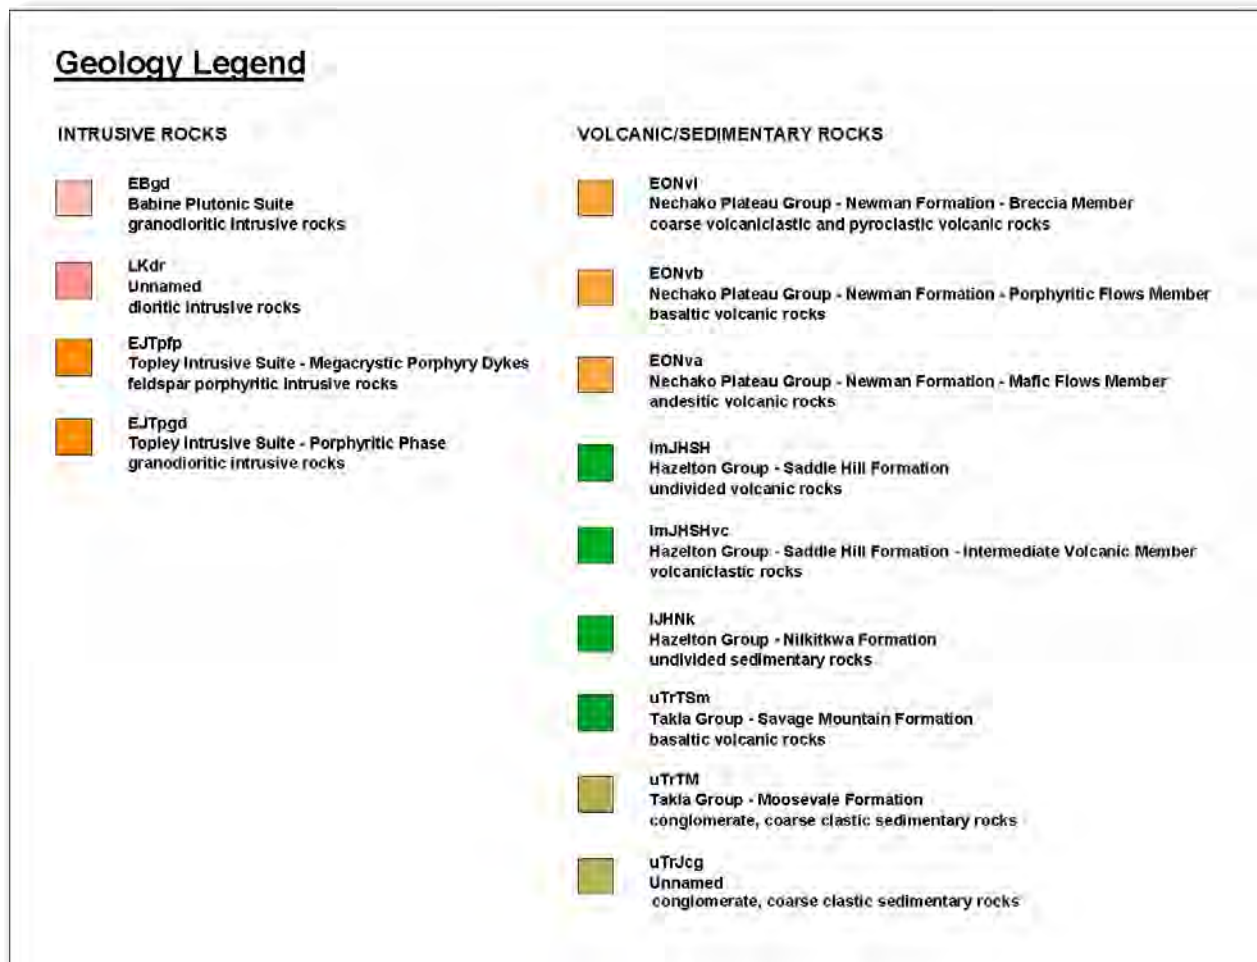 Geology Legend
INTRUSIVE ROCKS
EBgd
Babine Plutonic Suite
granodioritic intrusive rocks
LKdr
Unnamed
dioritic intrusive rocks
EJTpfp
Topley Intrusive Suite - Megacrystic Porphyry Dykes
feldspar porphyritic intrusive rocks
EJTpgd
Topley Intrusive Suite - Porphyritic Phase
granodioritic intrusive rocks
VOLCANIC/SEDIMENTARY ROCKS
EONvl
Nechako Plateau Group - Newman Formation - Breccia Member
coarse volcaniclastic and pyroclastic volcanic rocks
EONvb
Nechako Plateau Group - Newman Formation - Porphyritic Flows Member
basaltic volcanic rocks
EONva
Nechako Plateau Group - Newman Formation - Mafic Flows Member
andesitic volcanic rocks
lmJHSH
Hazelton Group - Saddle Hill Formation
undivided volcanic rocks
lmJHSHvc
Hazelton Group - Saddle Hill Formation - Intermediate Volcanic Member
volcaniclastic rocks
lJHNk
Hazelton Group - Nilkitkwa Formation
undivided sedimentary rocks
uTrTSm
Takla Group - Savage Mountain Formation
basaltic volcanic rocks
uTrTM
Takla Group - Moosevale Formation
conglomerate, coarse clastic sedimentary rocks
uTrJcg
Unnamed
conglomerate, coarse clastic sedimentary rocks